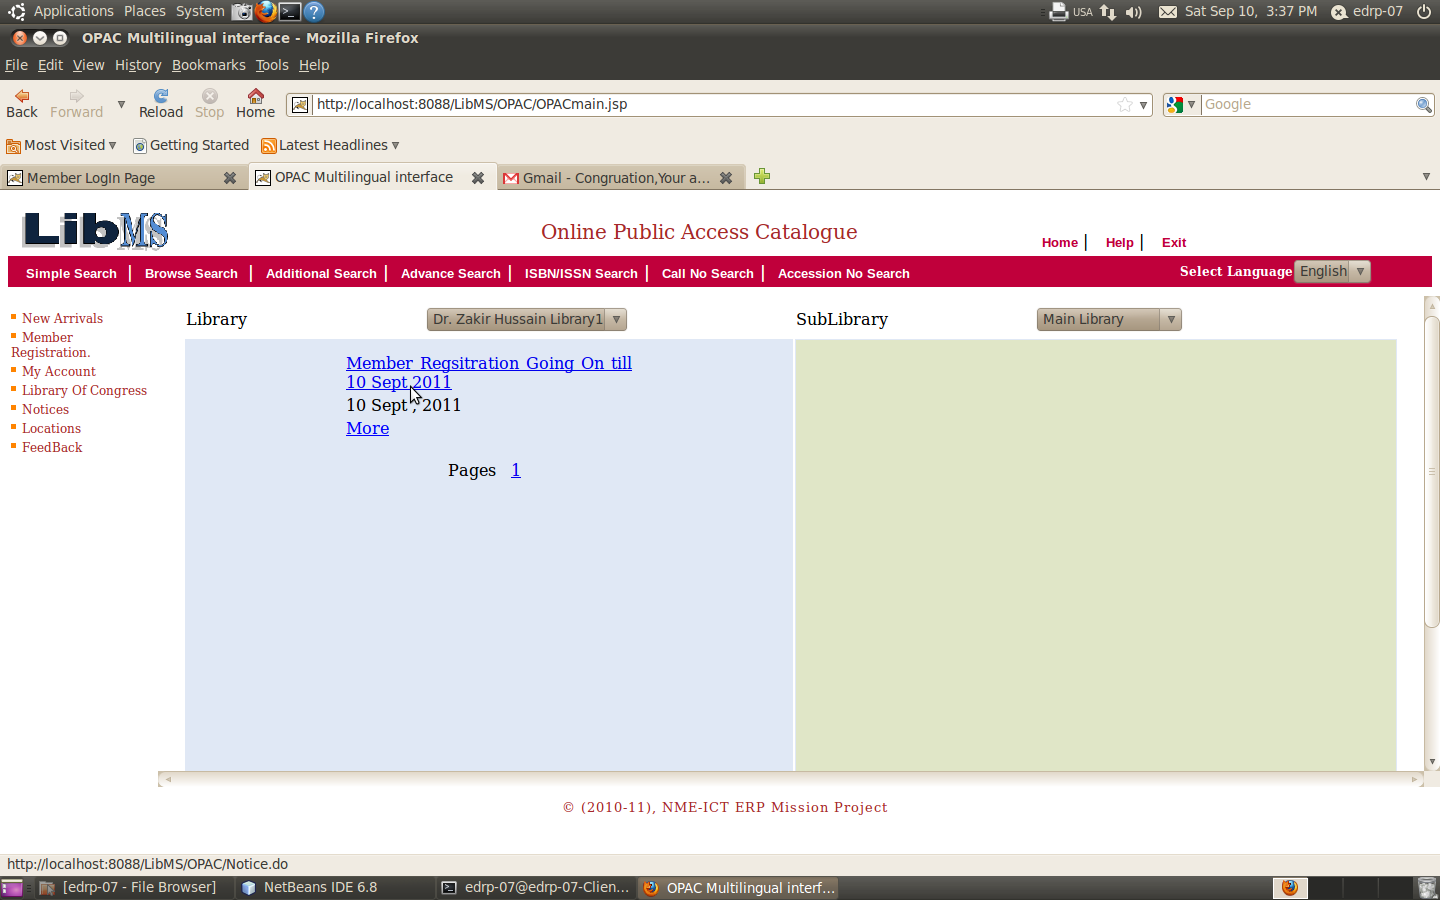 Applications Places System USA Sat Sep 10, 3:37 PM edrp-07
OPAC Multilingual interface - Mozilla Firefox
File Edit View History Bookmarks Tools Help
Back Forward Reload Stop Home http://localhost:8088/LibMS/OPAC/OPACmain.jsp Google
Most Visited Getting Started Latest Headlines
Member LogIn Page OPAC Multilingual interface Gmail - Congruation,Your a...
LibMS Online Public Access Catalogue
Home Help Exit
Simple Search Browse Search Additional Search Advance Search ISBN/ISSN Search Call No Search Accession No Search Select Language English
New Arrivals
Member
Registration.
My Account
Library Of Congress
Notices
Locations
FeedBack
Library Dr. Zakir Hussain Library1 SubLibrary Main Library
Member Regsitration Going On till
10 Sept,2011
10 Sept , 2011
More
Pages 1
© (2010-11), NME-ICT ERP Mission Project
http://localhost:8088/LibMS/OPAC/Notice.do
[edrp-07 - File Browser] NetBeans IDE 6.8 edrp-07@edrp-07-Clien... OPAC Multilingual interf...